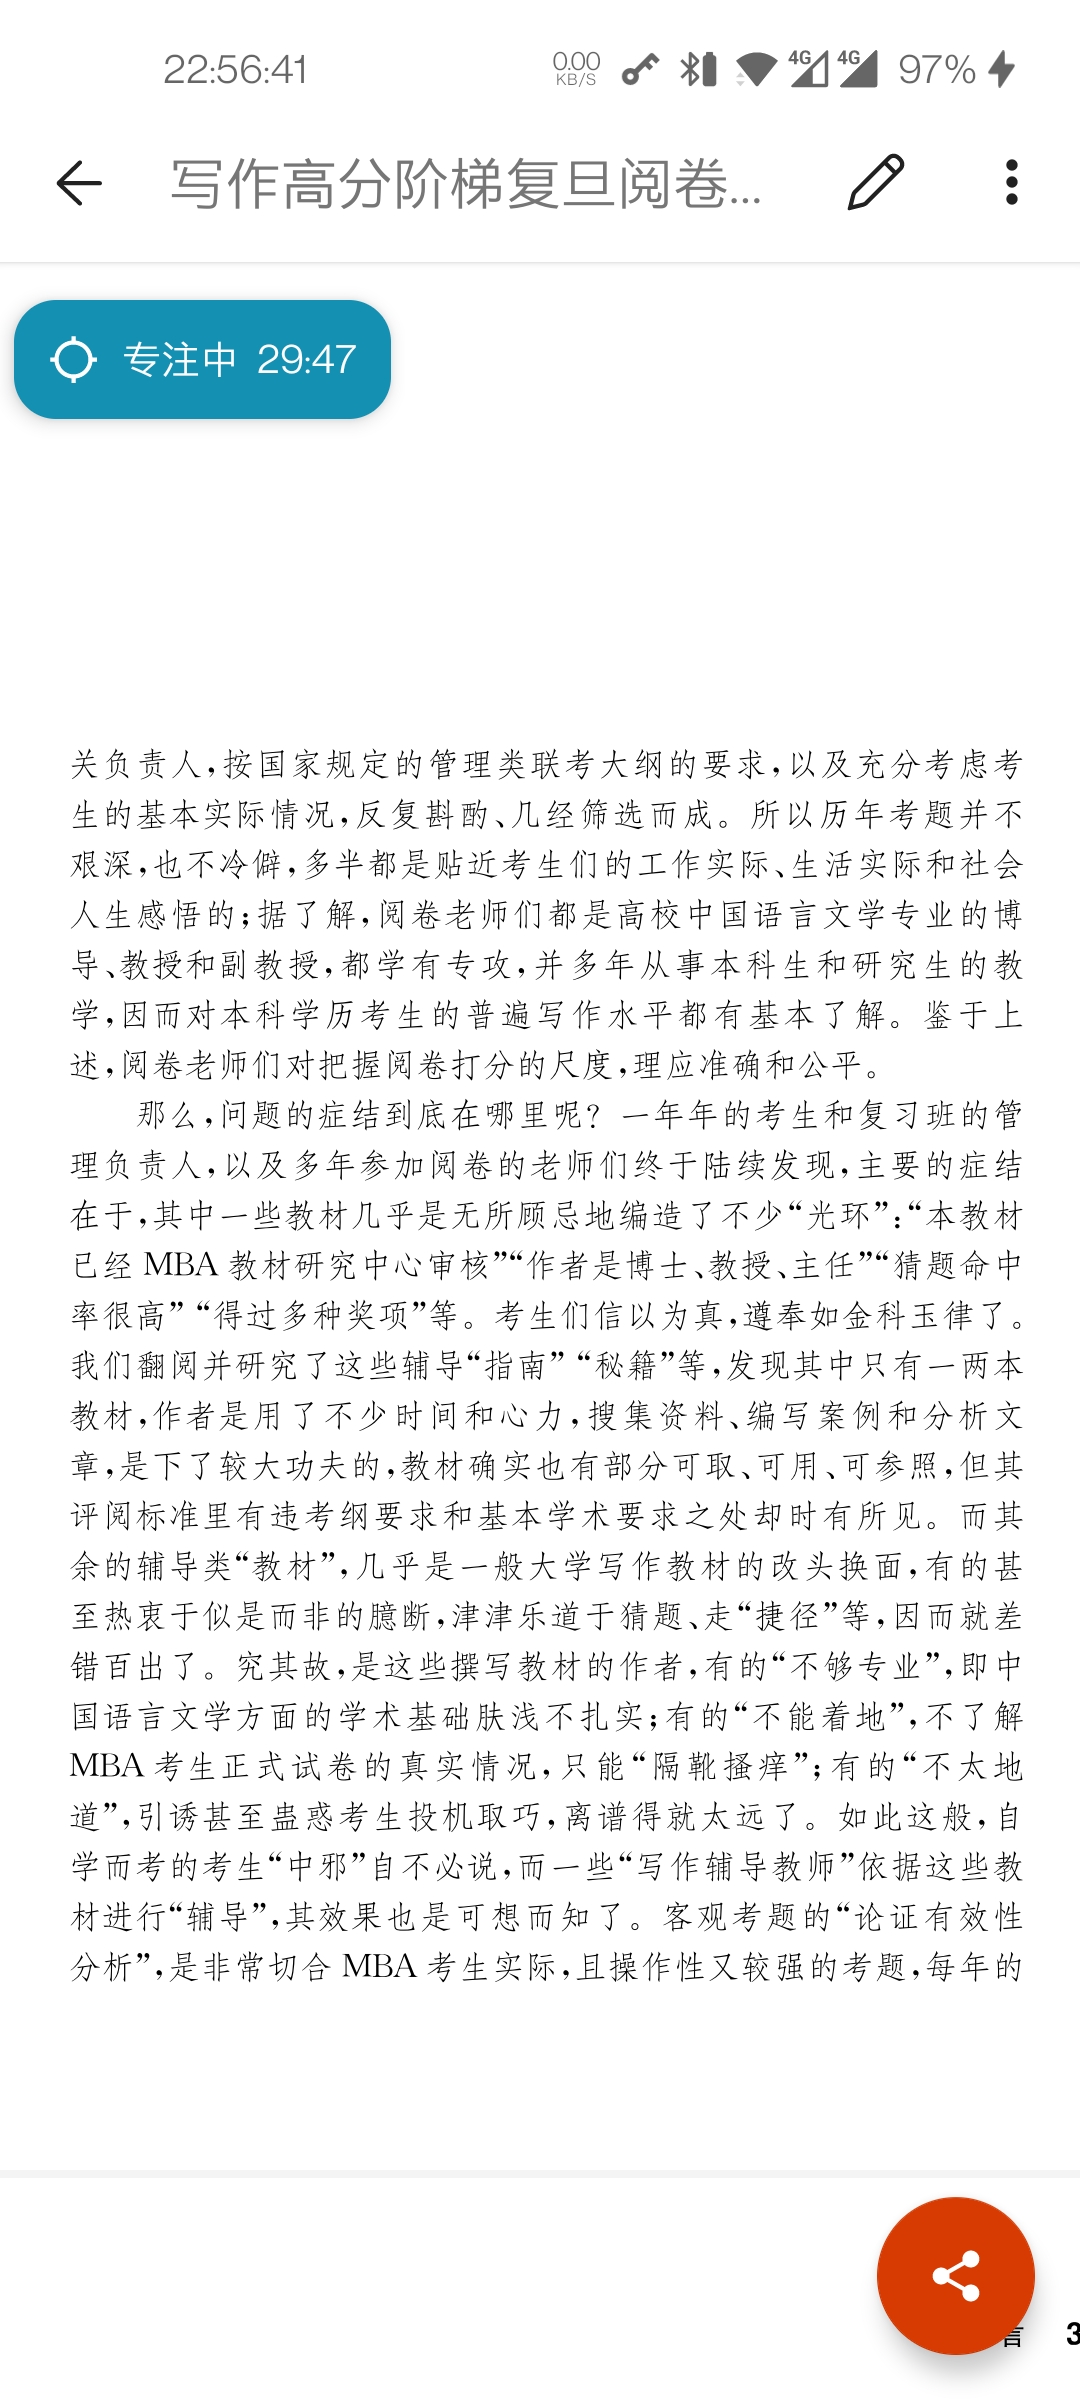 22:56:41
0.00 KB/S 4G 4G 97%
写作高分阶梯复旦阅卷...
专注中 29:47
关负责人,按国家规定的管理类联考大纲的要求,以及充分考虑考
生的基本实际情况,反复斟酌、几经筛选而成。所以历年考题并不
艰深,也不冷僻,多半都是贴近考生们的工作实际、生活实际和社会
人生感悟的;据了解,阅卷老师们都是高校中国语言文学专业的博
导、教授和副教授,都学有专攻,并多年从事本科生和研究生的教
学,因而对本科学历考生的普遍写作水平都有基本了解。鉴于上
述,阅卷老师们对把握阅卷打分的尺度,理应准确和公平。
那么,问题的症结到底在哪里呢?一年年的考生和复习班的管
理负责人,以及多年参加阅卷的老师们终于陆续发现,主要的症结
在于,其中一些教材几乎是无所顾忌地编造了不少“光环”:“本教材
已经 MBA 教材研究中心审核”“作者是博士、教授、主任”“猜题命中
率很高”“得过多种奖项”等。考生们信以为真,遵奉如金科玉律了。
我们翻阅并研究了这些辅导“指南”“秘籍”等,发现其中只有一两本
教材,作者是用了不少时间和心力,搜集资料、编写案例和分析文
章,是下了较大功夫的,教材确实也有部分可取、可用、可参照,但其
评阅标准里有违考纲要求和基本学术要求之处却时有所见。而其
余的辅导类“教材”,几乎是一般大学写作教材的改头换面,有的甚
至热衷于似是而非的臆断,津津乐道于猜题、走“捷径”等,因而就差
错百出了。究其故,是这些撰写教材的作者,有的“不够专业”,即中
国语言文学方面的学术基础肤浅不扎实;有的“不能着地”,不了解
MBA 考生正式试卷的真实情况,只能“隔靴搔痒”;有的“不太地
道”,引诱甚至蛊惑考生投机取巧,离谱得就太远了。如此这般,自
学而考的考生“中邪”自不必说,而一些“写作辅导教师”依据这些教
材进行“辅导”,其效果也是可想而知了。客观考题的“论证有效性
分析”,是非常切合 MBA 考生实际,且操作性又较强的考题,每年的
言 3